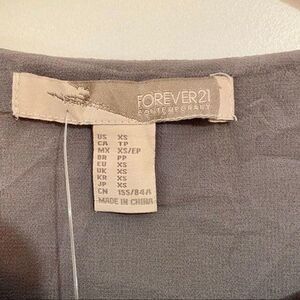 FOREVER21
CONTEMPORARY
US XS
CA TP
MX XS/EP
BR PP
EU XS
UK XS
KR XS
JP XS
CN 155/84A
MADE IN CHINA